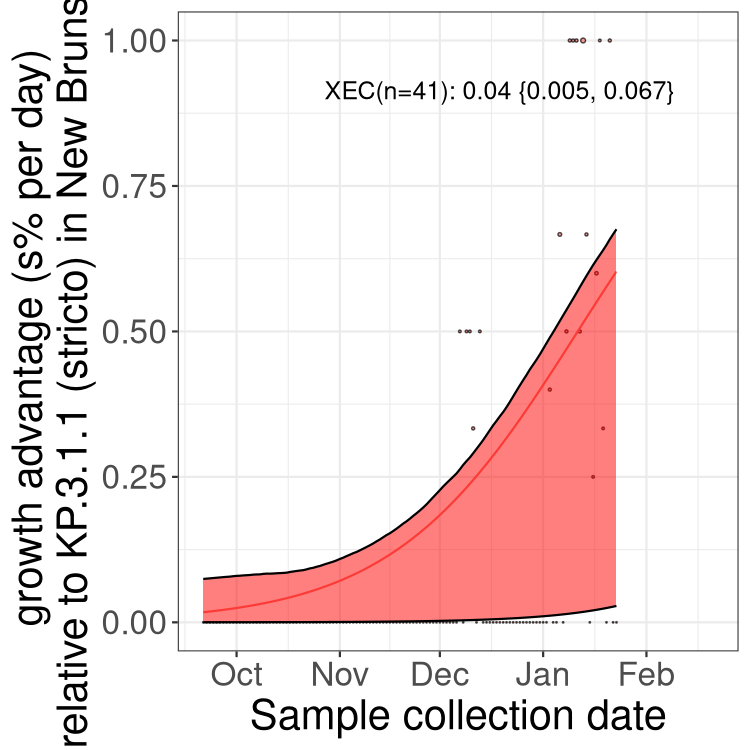 growth advantage (s% per day)
relative to KP.3.1.1 (stricto) in New Bruns
1.00
0.75
0.50
0.25
0.00
XEC(n=41): 0.04 {0.005, 0.067}
Oct Nov Dec Jan Feb
Sample collection date